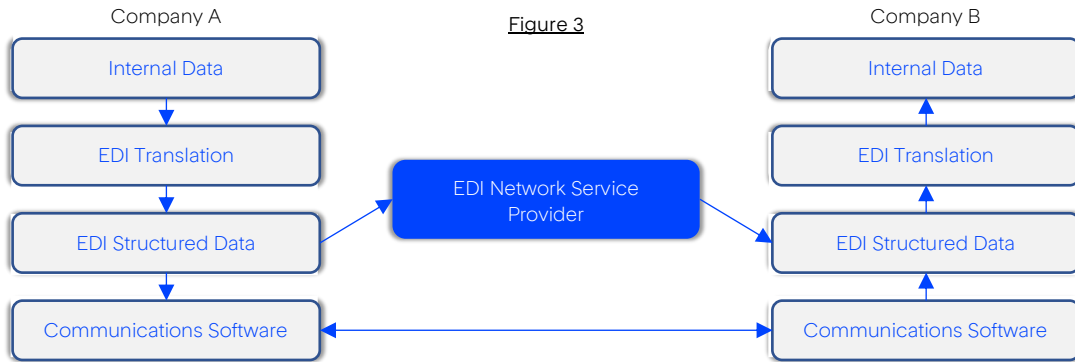 Company A
Figure 3
Company B
Internal Data
Internal Data
EDI Translation
EDI Translation
EDI Network Service
Provider
EDI Structured Data
EDI Structured Data
Communications Software
Communications Software